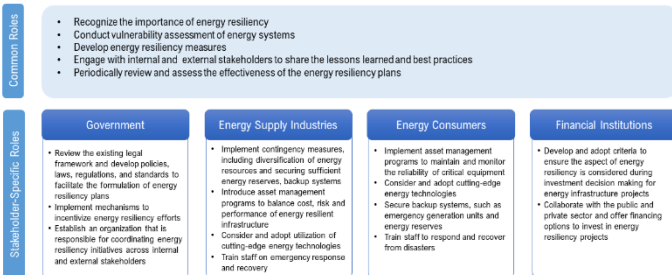 Common Roles
• Recognize the importance of energy resiliency
• Conduct vulnerability assessment of energy systems
• Develop energy resiliency measures
• Engage with internal and external stakeholders to share the lessons learned and best practices
• Periodically review and assess the effectiveness of the energy resiliency plans
Stakeholder-Specific Roles
Government
• Review the existing legal
framework and develop policies,
laws, regulations, and standards to
facilitate the formulation of energy
resiliency plans
• Implement mechanisms to
incentivize energy resiliency efforts
• Establish an organization that is
responsible for coordinating energy
resiliency initiatives across internal
and external stakeholders
Energy Supply Industries
• Implement contingency measures,
including diversification of energy
resources and securing sufficient
energy reserves, backup systems
• Introduce asset management
programs to balance cost, risk and
performance of energy resilient
infrastructure
• Consider and adopt utilization of
cutting-edge energy technologies
• Train staff on emergency response
and recovery
Energy Consumers
• Implement asset management
programs to maintain and monitor
the reliability of critical equipment
• Consider and adopt cutting-edge
energy technologies
• Secure backup systems, such as
emergency generation units and
energy reserves
• Train staff to respond and recover
from disasters
Financial Institutions
• Develop and adopt criteria to
ensure the aspect of energy
resiliency is considered during
investment decision making for
energy infrastructure projects
• Collaborate with the public and
private sector and offer financing
options to invest in energy
resiliency projects